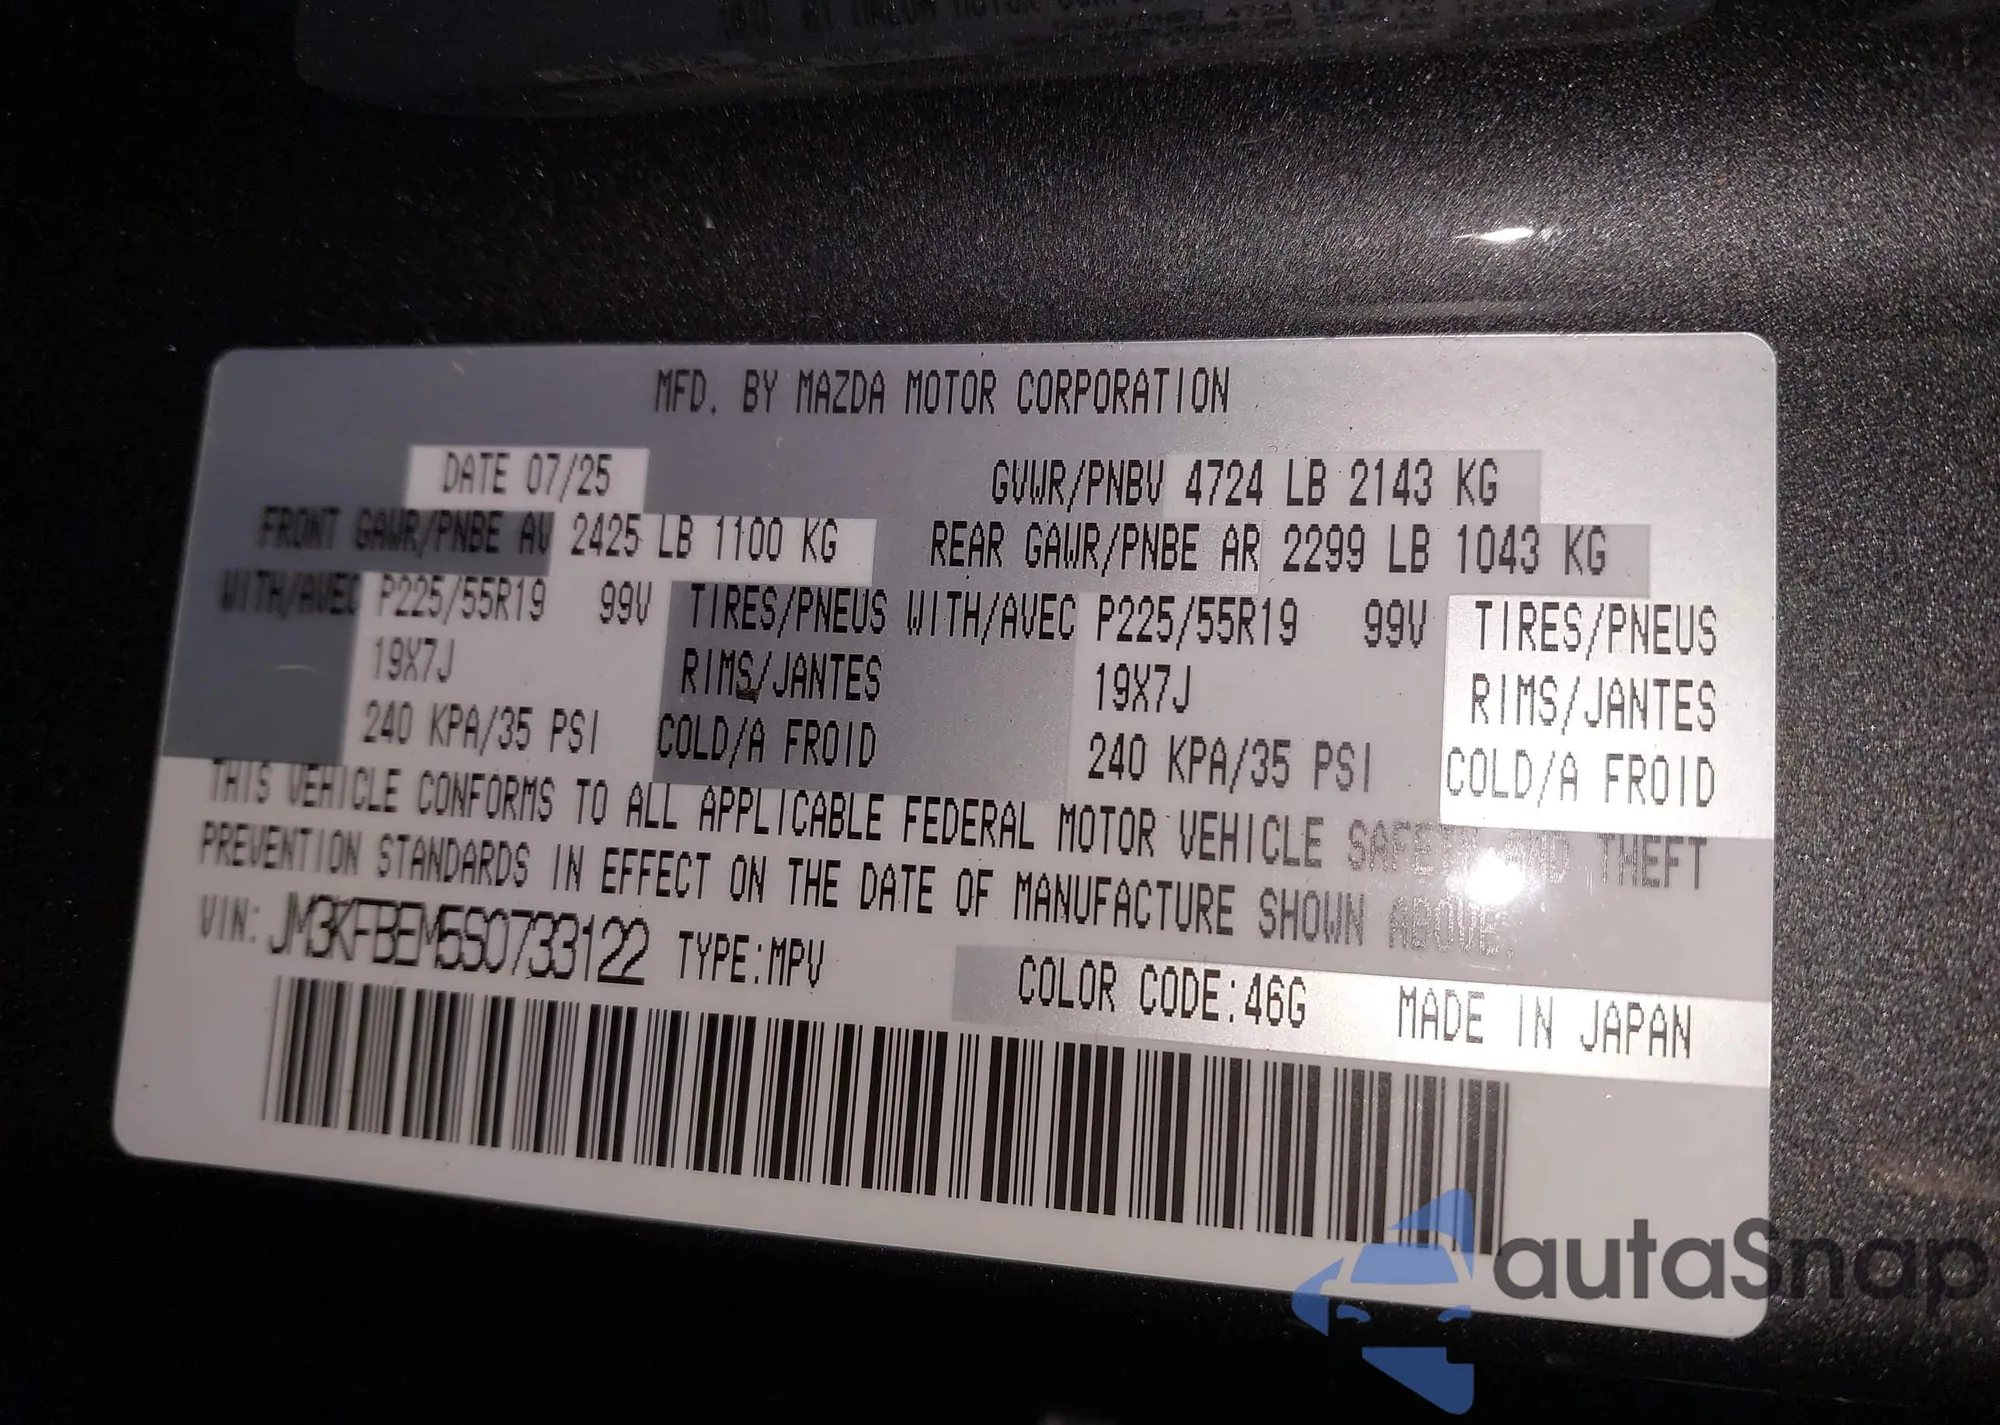 MFD. BY MAZDA MOTOR CORPORATION
DATE 07/25 GVWR/PNBV 4724 LB 2143 KG
FRONT GAWR/PNBE AV 2425 LB 1100 KG REAR GAWR/PNBE AR 2299 LB 1043 KG
WITH/AVEC P225/55R19 99V TIRES/PNEUS WITH/AVEC P225/55R19 99V TIRES/PNEUS
19X7J RIMS/JANTES 19X7J RIMS/JANTES
240 KPA/35 PSI COLD/A FROID 240 KPA/35 PSI COLD/A FROID
THIS VEHICLE CONFORMS TO ALL APPLICABLE FEDERAL MOTOR VEHICLE SAFETY AND THEFT
PREVENTION STANDARDS IN EFFECT ON THE DATE OF MANUFACTURE SHOWN ABOVE.
VIN: JM3KFBEM5S0733122 TYPE:MPV COLOR CODE:46G MADE IN JAPAN
autaSnap